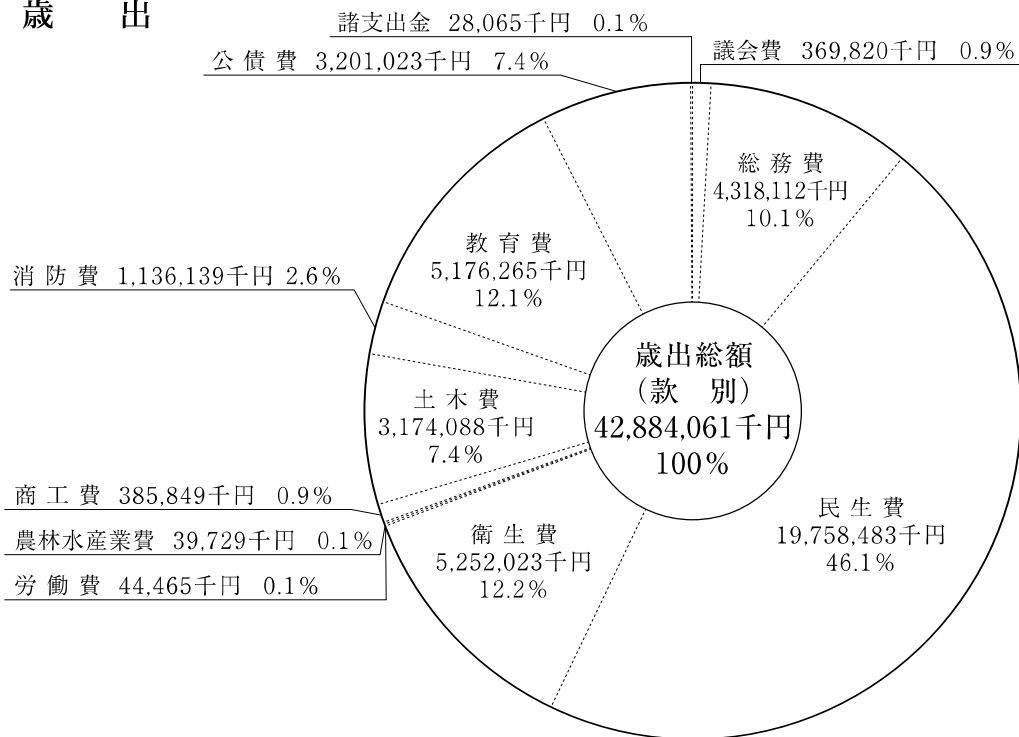 歳 出
諸支出金 28,065千円 0.1%
公債費 3,201,023千円 7.4%
議会費 369,820千円 0.9%
総務費
4,318,112千円
10.1%
教育費
5,176,265千円
12.1%
消防費 1,136,139千円 2.6%
歳出総額
(款 別)
42,884,061千円
100%
土木費
3,174,088千円
7.4%
商工費 385,849千円 0.9%
農林水産業費 39,729千円 0.1%
労働費 44,465千円 0.1%
衛生費
5,252,023千円
12.2%
民生費
19,758,483千円
46.1%